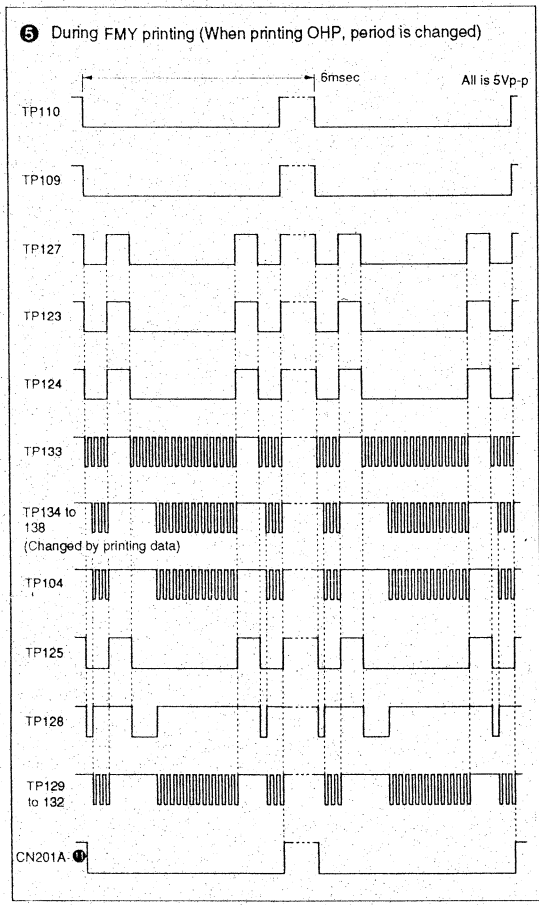 ❺ During FMY printing (When printing OHP, period is changed)
6msec
All is 5Vp-p
TP110
TP109
TP127
TP123
TP124
TP133
TP134 to
138
(Changed by printing data)
TP104
TP125
TP128
TP129
to 132
CN201A-⓫